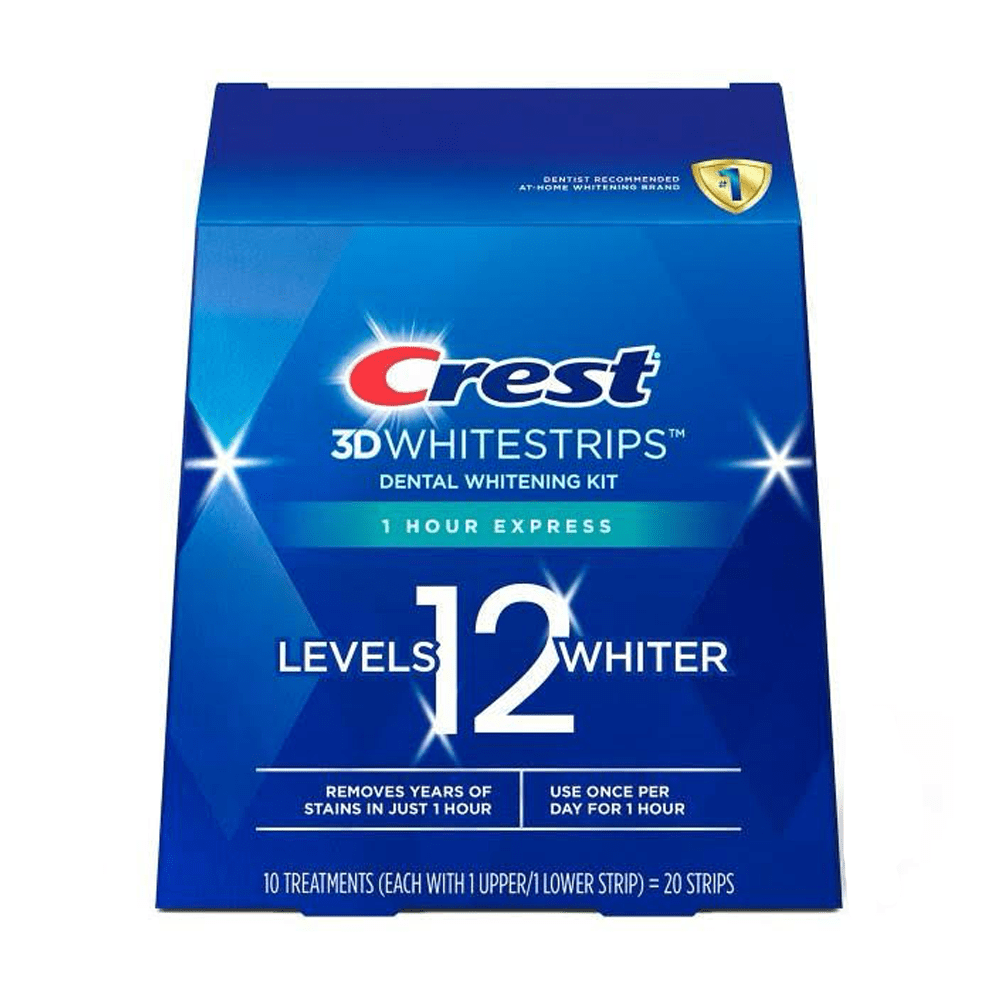 DENTIST RECOMMENDED
AT-HOME WHITENING BRAND
#1
Crest
3DWHITESTRIPS™
DENTAL WHITENING KIT
1 HOUR EXPRESS
LEVELS 12 WHITER
REMOVES YEARS OF
STAINS IN JUST 1 HOUR
USE ONCE PER
DAY FOR 1 HOUR
10 TREATMENTS (EACH WITH 1 UPPER/1 LOWER STRIP) = 20 STRIPS